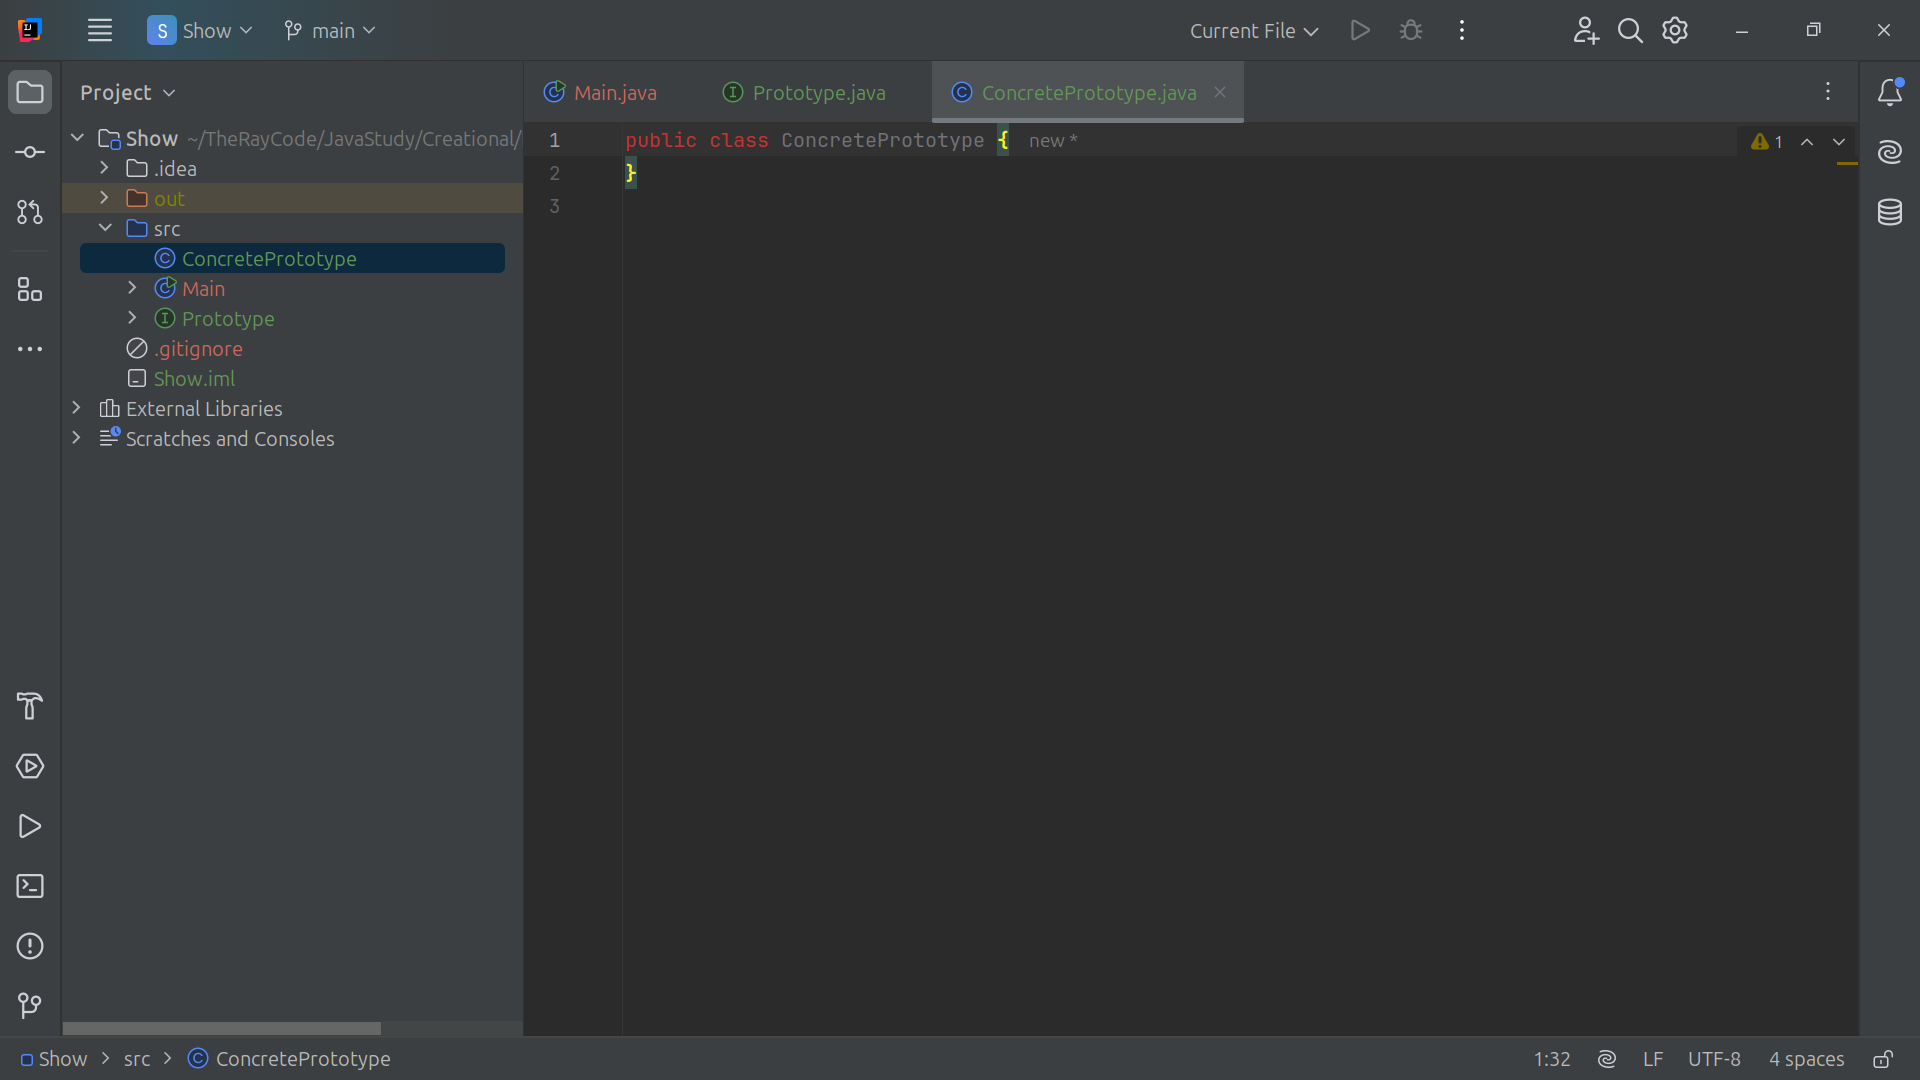 S Show main Current File
Project
Main.java Prototype.java ConcretePrototype.java
Show ~/TheRayCode/JavaStudy/Creational/
.idea
out
src
ConcretePrototype
Main
Prototype
.gitignore
Show.iml
External Libraries
Scratches and Consoles
1 public class ConcretePrototype { new *
2 }
3
1
Show > src > ConcretePrototype
1:32 LF UTF-8 4 spaces